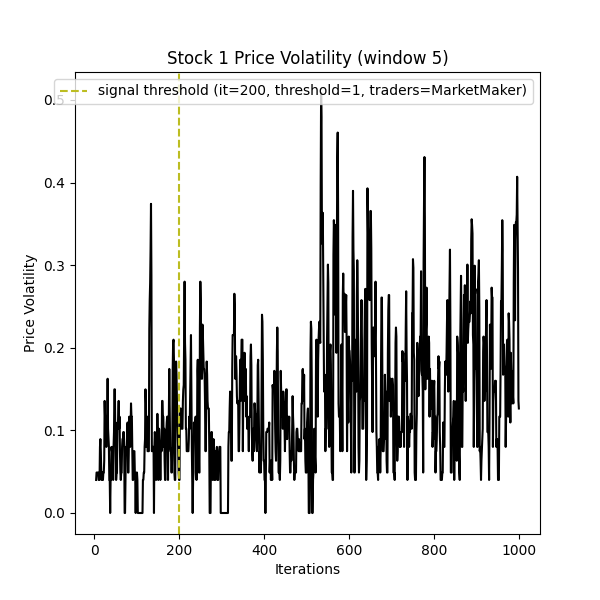 Stock 1 Price Volatility (window 5)
signal threshold (it=200, threshold=1, traders=MarketMaker)
0.5
0.4
0.3
0.2
0.1
0.0
Price Volatility
0 200 400 600 800 1000
Iterations